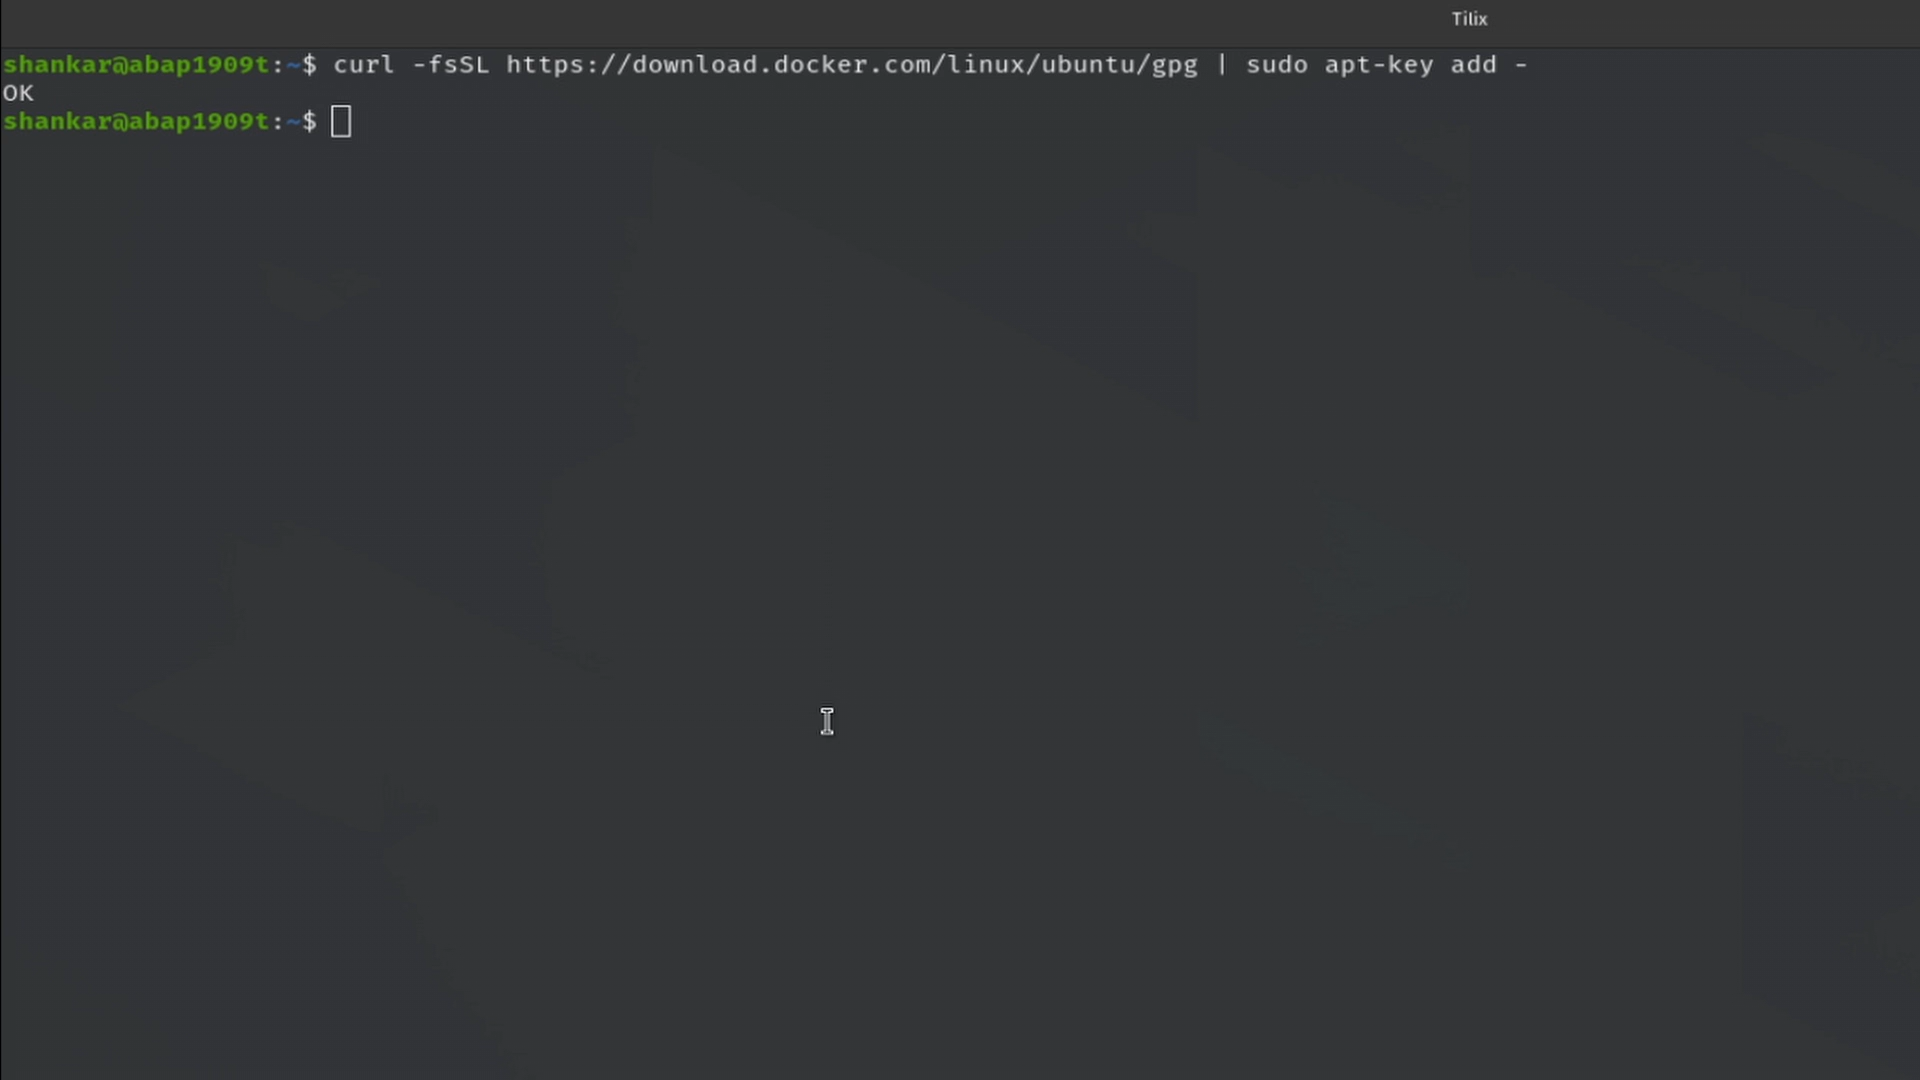 Tilix
shankar@abap1909t:~$ curl -fsSL https://download.docker.com/linux/ubuntu/gpg | sudo apt-key add -
OK
shankar@abap1909t:~$